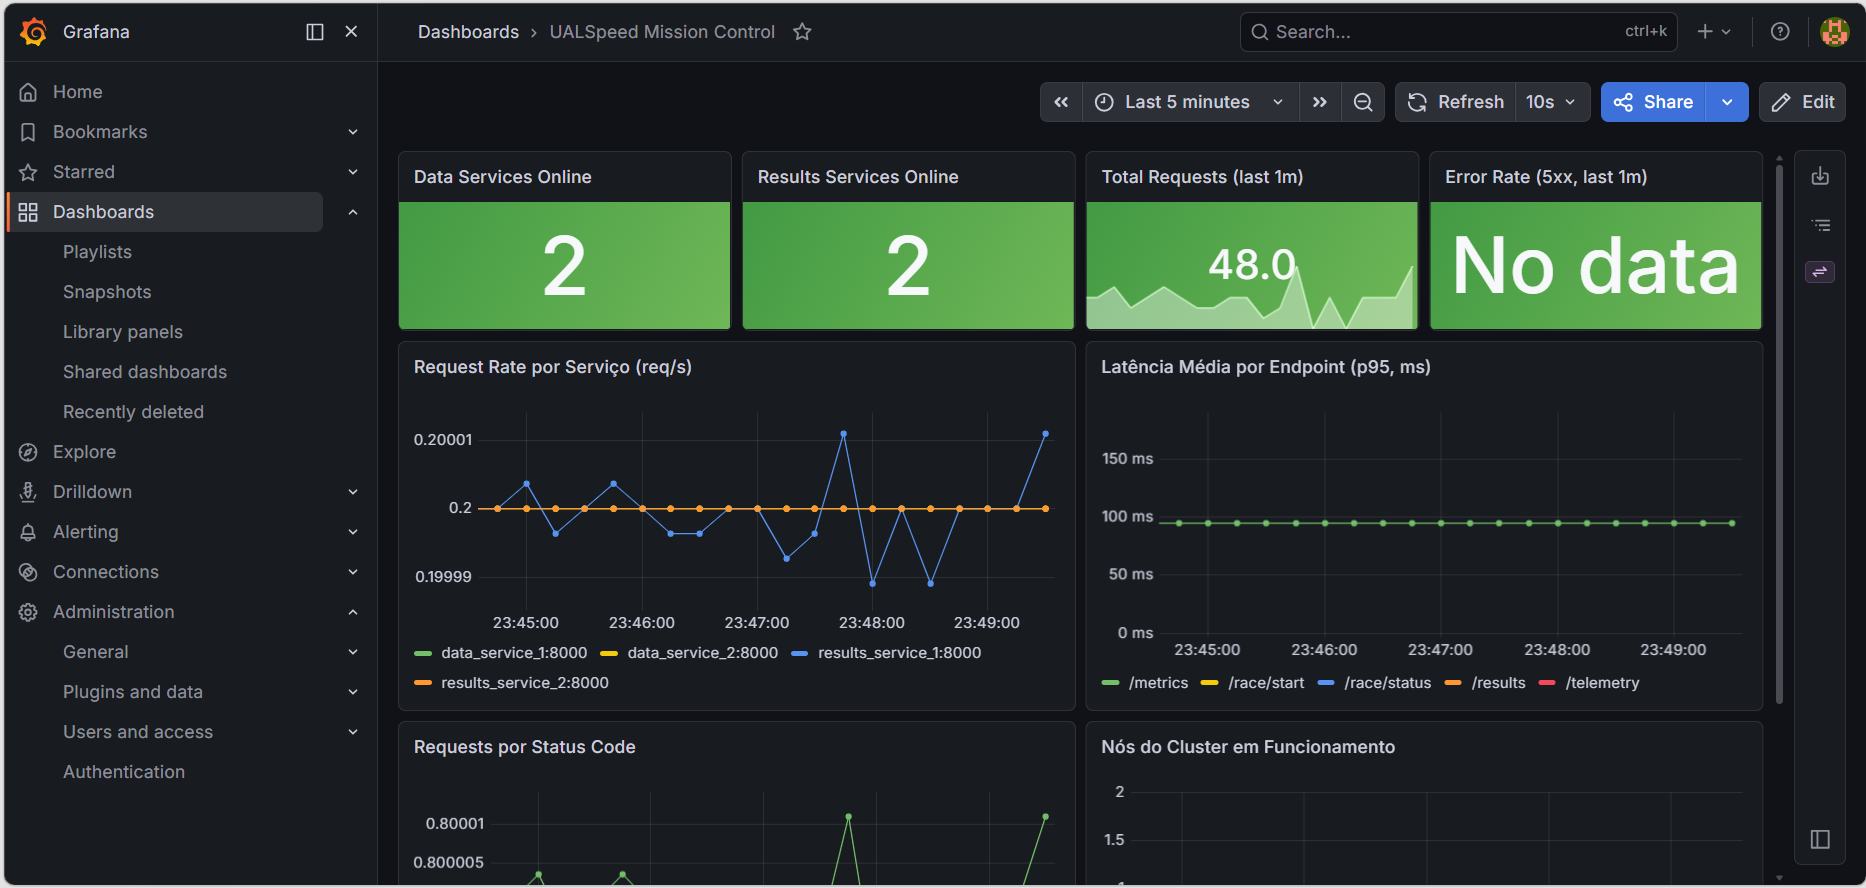 Grafana
Dashboards › UALSpeed Mission Control
Search...
ctrl+k
Home
Bookmarks
Starred
Dashboards
Playlists
Snapshots
Library panels
Shared dashboards
Recently deleted
Explore
Drilldown
Alerting
Connections
Administration
General
Plugins and data
Users and access
Authentication
Last 5 minutes
Refresh
10s
Share
Edit
Data Services Online
2
Results Services Online
2
Total Requests (last 1m)
48.0
Error Rate (5xx, last 1m)
No data
Request Rate por Serviço (req/s)
0.20001
0.2
0.19999
23:45:00 23:46:00 23:47:00 23:48:00 23:49:00
data_service_1:8000 data_service_2:8000 results_service_1:8000
results_service_2:8000
Latência Média por Endpoint (p95, ms)
150 ms
100 ms
50 ms
0 ms
23:45:00 23:46:00 23:47:00 23:48:00 23:49:00
/metrics /race/start /race/status /results /telemetry
Requests por Status Code
0.80001
0.800005
Nós do Cluster em Funcionamento
2
1.5